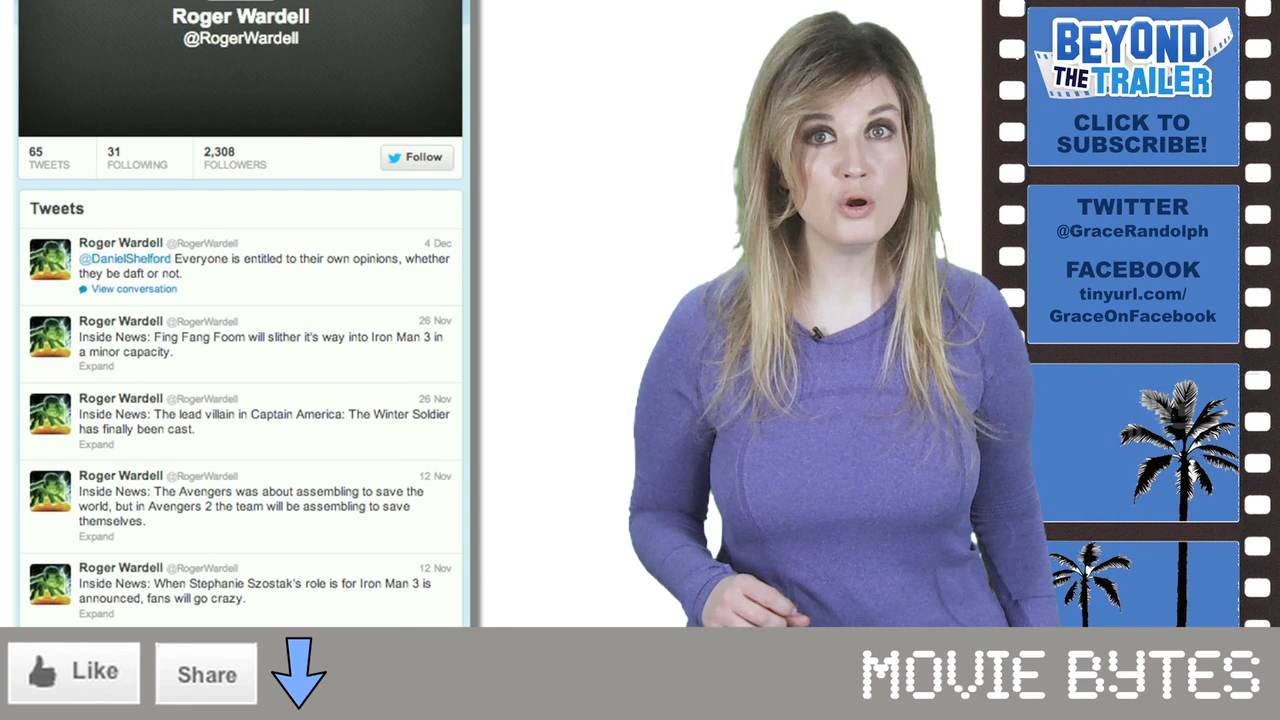 Roger Wardell
@RogerWardell
65
TWEETS
31
FOLLOWING
2,308
FOLLOWERS
Follow
Tweets
Roger Wardell @RogerWardell 4 Dec
@DanielShelford Everyone is entitled to their own opinions, whether
they be daft or not.
View conversation
Roger Wardell @RogerWardell 26 Nov
Inside News: Fing Fang Foom will slither it's way into Iron Man 3 in
a minor capacity.
Expand
Roger Wardell @RogerWardell 26 Nov
Inside News: The lead villain in Captain America: The Winter Soldier
has finally been cast.
Expand
Roger Wardell @RogerWardell 12 Nov
Inside News: The Avengers was about assembling to save the
world, but in Avengers 2 the team will be assembling to save
themselves.
Expand
Roger Wardell @RogerWardell 12 Nov
Inside News: When Stephanie Szostak's role is for Iron Man 3 is
announced, fans will go crazy.
Expand
BEYOND
THE TRAILER
CLICK TO
SUBSCRIBE!
TWITTER
@GraceRandolph
FACEBOOK
tinyurl.com/
GraceOnFacebook
Like
Share
MOVIE BYTES